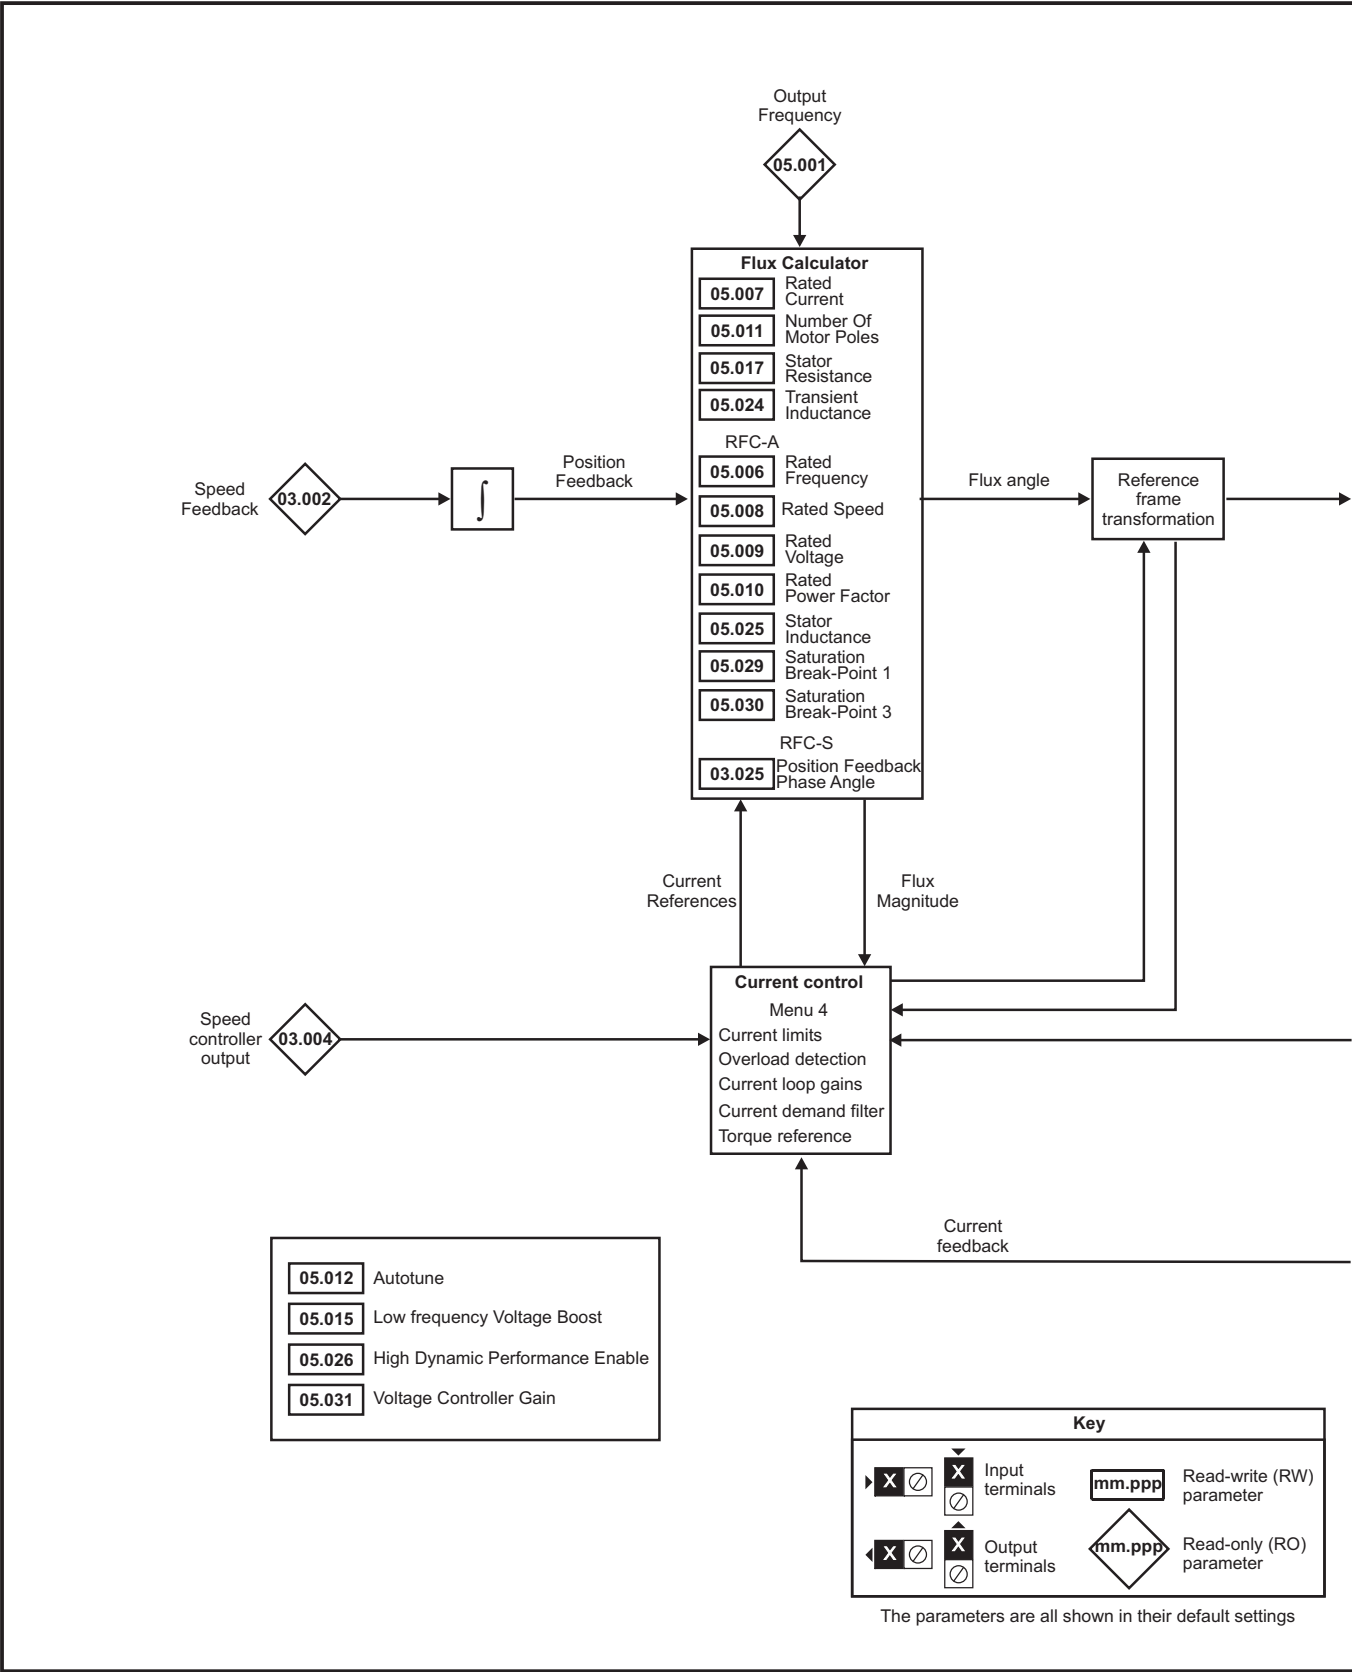 Output
Frequency
05.001
Flux Calculator
05.007 Rated
Current
05.011 Number Of
Motor Poles
05.017 Stator
Resistance
05.024 Transient
Inductance
RFC-A
05.006 Rated
Frequency
05.008 Rated Speed
05.009 Rated
Voltage
05.010 Rated
Power Factor
05.025 Stator
Inductance
05.029 Saturation
Break-Point 1
05.030 Saturation
Break-Point 3
RFC-S
03.025 Position Feedback
Phase Angle
Speed
Feedback
03.002
∫
Position
Feedback
Flux angle
Reference
frame
transformation
Current
References
Flux
Magnitude
Speed
controller
output
03.004
Current control
Menu 4
Current limits
Overload detection
Current loop gains
Current demand filter
Torque reference
Current
feedback
05.012 Autotune
05.015 Low frequency Voltage Boost
05.026 High Dynamic Performance Enable
05.031 Voltage Controller Gain
Key
X X Input
terminals
mm.ppp Read-write (RW)
parameter
X X Output
terminals
mm.ppp Read-only (RO)
parameter
The parameters are all shown in their default settings